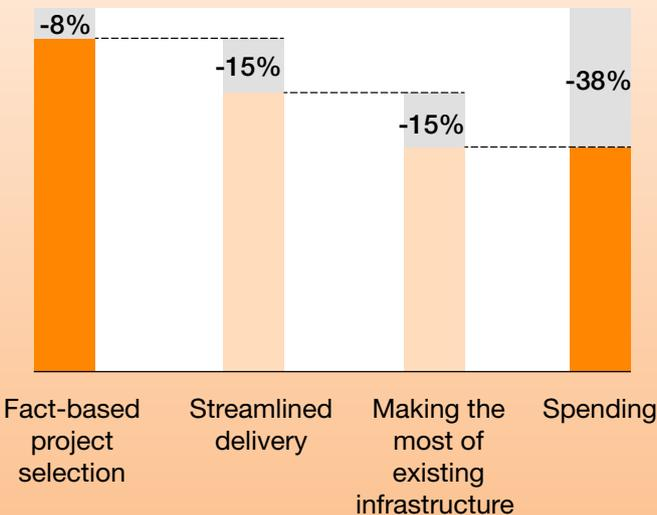 -8%
-15%
-15%
-38%
Fact-based
project
selection
Streamlined
delivery
Making the
most of
existing
infrastructure
Spending